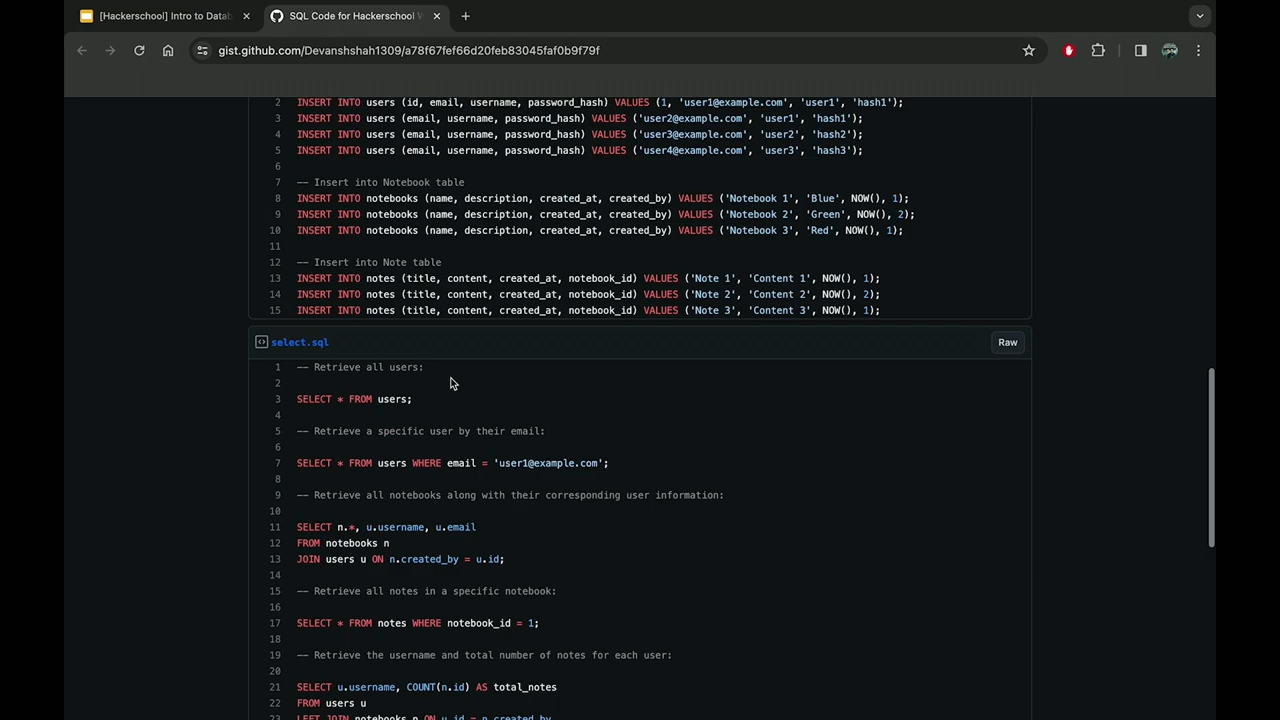 [Hackerschool] Intro to Datab
SQL Code for Hackerschool W
gist.github.com/Devanshshah1309/a78f67fef66d20feb83045faf0b9f79f
2 INSERT INTO users (id, email, username, password_hash) VALUES (1, 'user1@example.com', 'user1', 'hash1');
3 INSERT INTO users (email, username, password_hash) VALUES ('user2@example.com', 'user1', 'hash1');
4 INSERT INTO users (email, username, password_hash) VALUES ('user3@example.com', 'user2', 'hash2');
5 INSERT INTO users (email, username, password_hash) VALUES ('user4@example.com', 'user3', 'hash3');
6
7 -- Insert into Notebook table
8 INSERT INTO notebooks (name, description, created_at, created_by) VALUES ('Notebook 1', 'Blue', NOW(), 1);
9 INSERT INTO notebooks (name, description, created_at, created_by) VALUES ('Notebook 2', 'Green', NOW(), 2);
10 INSERT INTO notebooks (name, description, created_at, created_by) VALUES ('Notebook 3', 'Red', NOW(), 1);
11
12 -- Insert into Note table
13 INSERT INTO notes (title, content, created_at, notebook_id) VALUES ('Note 1', 'Content 1', NOW(), 1);
14 INSERT INTO notes (title, content, created_at, notebook_id) VALUES ('Note 2', 'Content 2', NOW(), 2);
15 INSERT INTO notes (title, content, created_at, notebook_id) VALUES ('Note 3', 'Content 3', NOW(), 1);
select.sql Raw
1 -- Retrieve all users:
2
3 SELECT * FROM users;
4
5 -- Retrieve a specific user by their email:
6
7 SELECT * FROM users WHERE email = 'user1@example.com';
8
9 -- Retrieve all notebooks along with their corresponding user information:
10
11 SELECT n.*, u.username, u.email
12 FROM notebooks n
13 JOIN users u ON n.created_by = u.id;
14
15 -- Retrieve all notes in a specific notebook:
16
17 SELECT * FROM notes WHERE notebook_id = 1;
18
19 -- Retrieve the username and total number of notes for each user:
20
21 SELECT u.username, COUNT(n.id) AS total_notes
22 FROM users u
23 LEFT JOIN notebooks n ON u.id = n.created_by